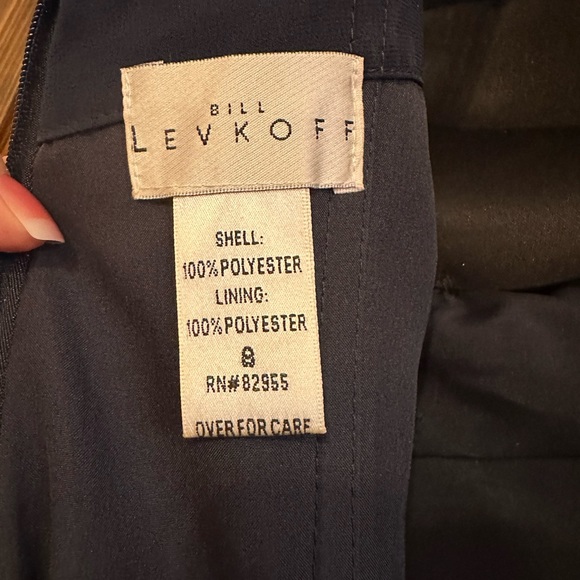 BILL
LEVKOFF
SHELL:
100%POLYESTER
LINING:
100%POLYESTER
8
RN#82955
OVER FOR CARE